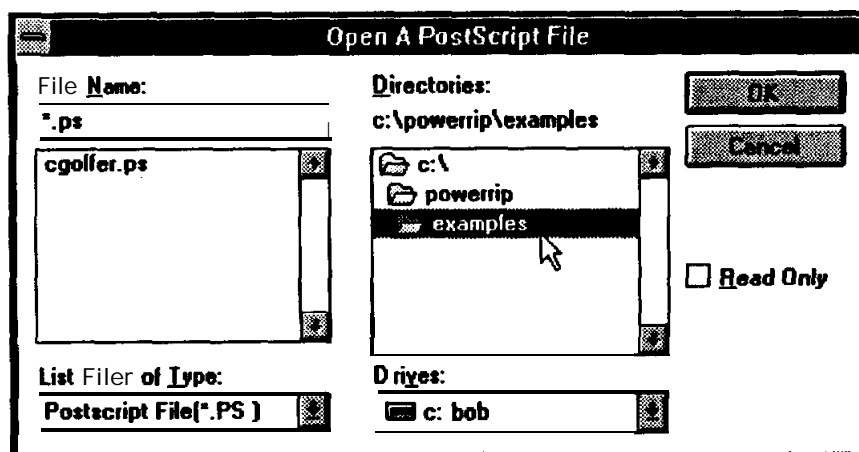 Open A PostScript File
File Name:
*.ps
cgolfer.ps
List Filer of Type:
Postscript File(*.PS )
Directories:
c:\powerrip\examples
c:\
powerrip
examples
Drives:
c: bob
OK
Cancel
Read Only